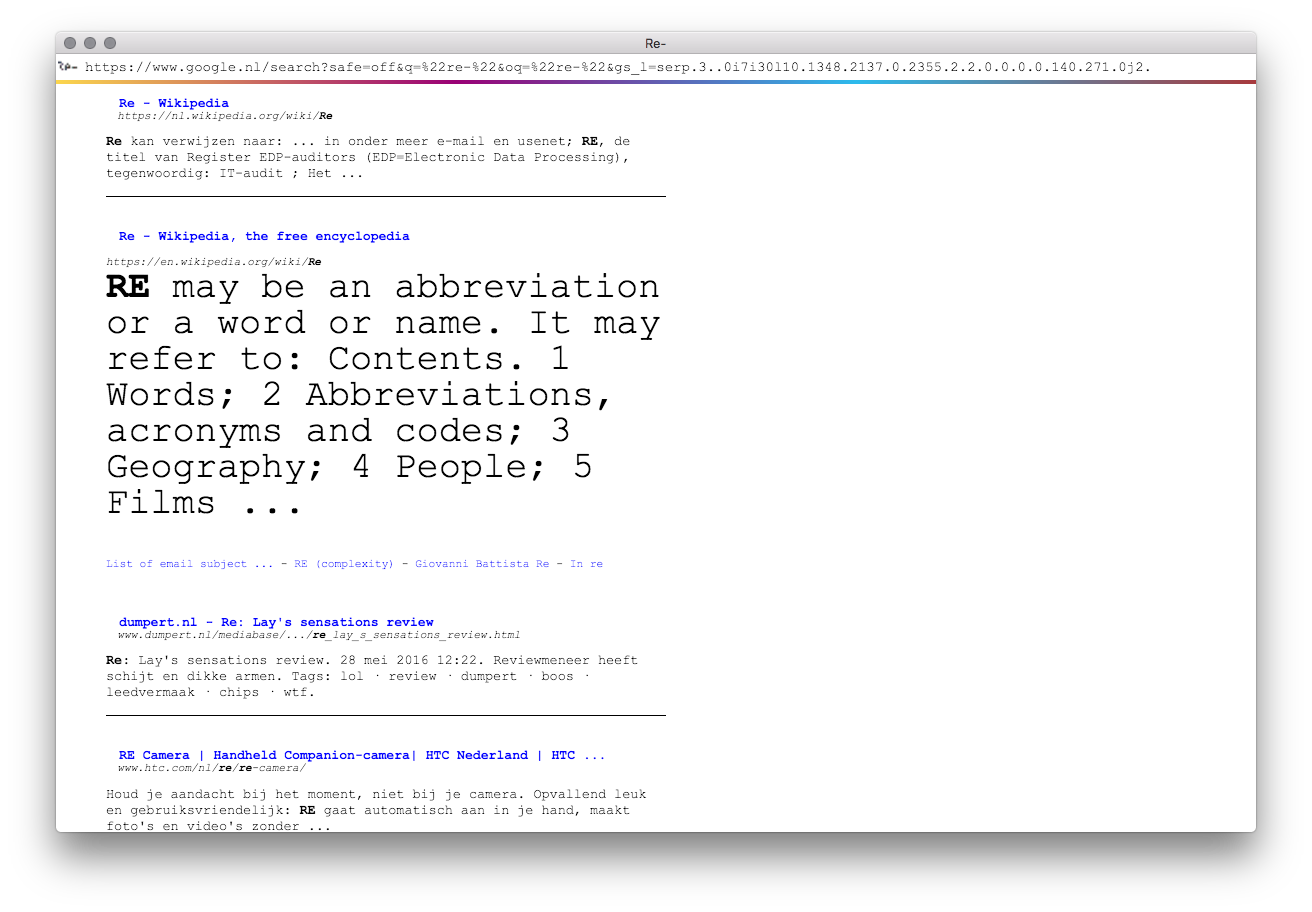 Re-
Re- https://www.google.nl/search?safe=off&q=%22re-%22&oq=%22re-%22&gs_l=serp.3..0i7i30l10.1348.2137.0.2355.2.2.0.0.0.0.140.271.0j2.
Re - Wikipedia
https://nl.wikipedia.org/wiki/Re
Re kan verwijzen naar: ... in onder meer e-mail en usenet; RE, de
titel van Register EDP-auditors (EDP=Electronic Data Processing),
tegenwoordig: IT-audit ; Het ...
Re - Wikipedia, the free encyclopedia
https://en.wikipedia.org/wiki/Re
RE may be an abbreviation
or a word or name. It may
refer to: Contents. 1
Words; 2 Abbreviations,
acronyms and codes; 3
Geography; 4 People; 5
Films ...
List of email subject ... - RE (complexity) - Giovanni Battista Re - In re
dumpert.nl - Re: Lay's sensations review
www.dumpert.nl/mediabase/.../re_lay_s_sensations_review.html
Re: Lay's sensations review. 28 mei 2016 12:22. Reviewmeneer heeft
schijt en dikke armen. Tags: lol · review · dumpert · boos ·
leedvermaak · chips · wtf.
RE Camera | Handheld Companion-camera| HTC Nederland | HTC ...
www.htc.com/nl/re/re-camera/
Houd je aandacht bij het moment, niet bij je camera. Opvallend leuk
en gebruiksvriendelijk: RE gaat automatisch aan in je hand, maakt
foto's en video's zonder ...